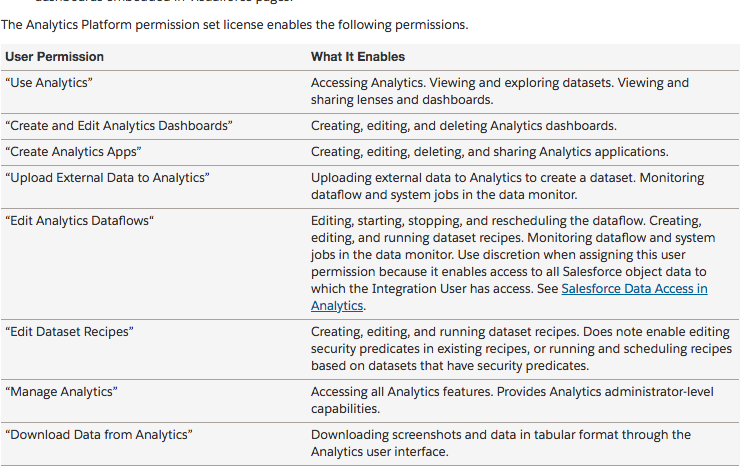 dashboards embedded in Visualforce pages.
The Analytics Platform permission set license enables the following permissions.
User Permission What It Enables
“Use Analytics” Accessing Analytics. Viewing and exploring datasets. Viewing and
sharing lenses and dashboards.
“Create and Edit Analytics Dashboards” Creating, editing, and deleting Analytics dashboards.
“Create Analytics Apps” Creating, editing, deleting, and sharing Analytics applications.
“Upload External Data to Analytics” Uploading external data to Analytics to create a dataset. Monitoring
dataflow and system jobs in the data monitor.
“Edit Analytics Dataflows“ Editing, starting, stopping, and rescheduling the dataflow. Creating,
editing, and running dataset recipes. Monitoring dataflow and system
jobs in the data monitor. Use discretion when assigning this user
permission because it enables access to all Salesforce object data to
which the Integration User has access. See Salesforce Data Access in
Analytics.
“Edit Dataset Recipes” Creating, editing, and running dataset recipes. Does note enable editing
security predicates in existing recipes, or running and scheduling recipes
based on datasets that have security predicates.
“Manage Analytics” Accessing all Analytics features. Provides Analytics administrator-level
capabilities.
“Download Data from Analytics” Downloading screenshots and data in tabular format through the
Analytics user interface.